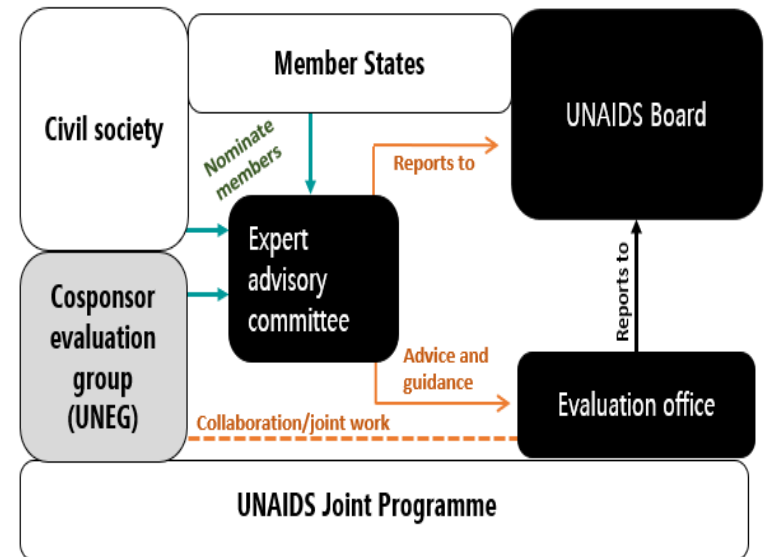 Member States
UNAIDS Board
Civil society
Nominate
members
Reports to
Expert
advisory
committee
Cosponsor
evaluation
group
(UNEG)
Reports to
Advice and
guidance
Evaluation office
Collaboration/joint work
UNAIDS Joint Programme